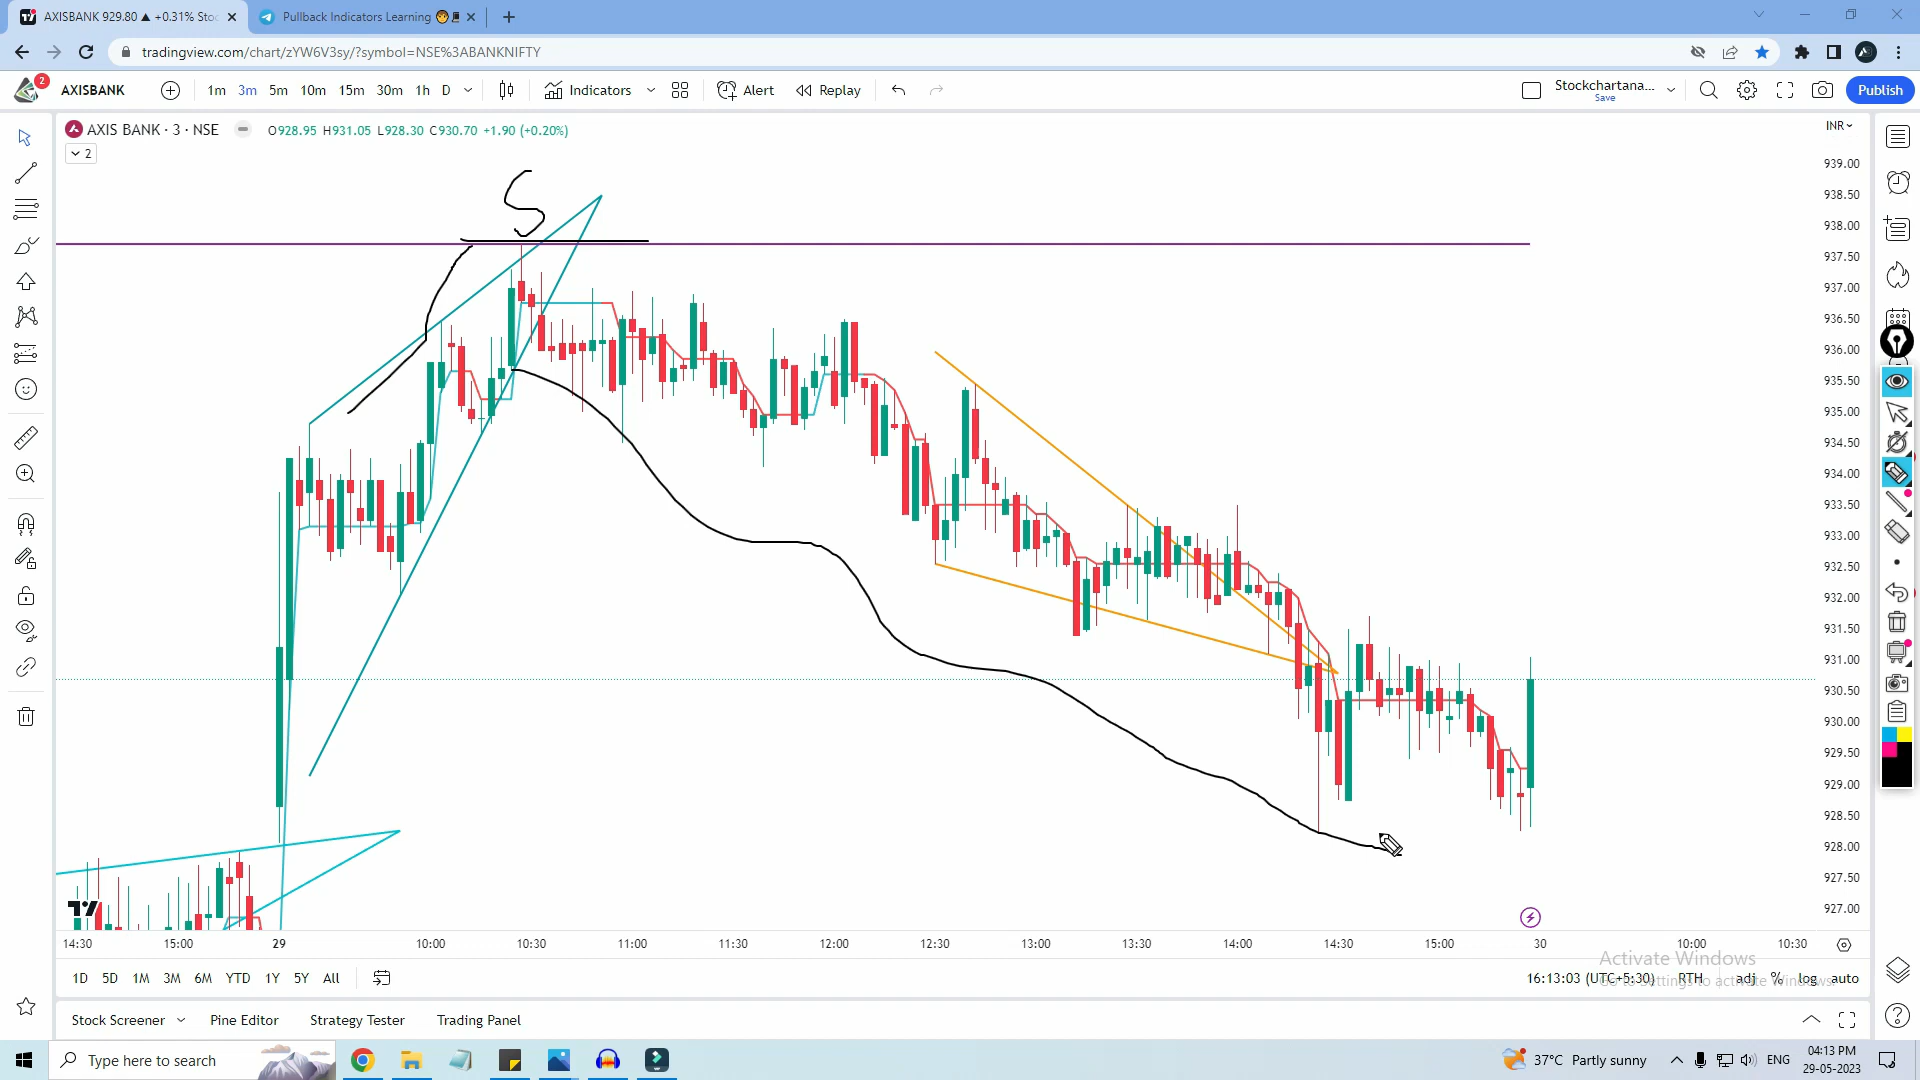 AXISBANK 929.80 ▲ +0.31% Stoc
Pullback Indicators Learning
tradingview.com/chart/zYW6V3sy/?symbol=NSE%3ABANKNIFTY
2
AXISBANK
1m 3m 5m 10m 15m 30m 1h D
Indicators
Alert
Replay
Stockchartana...
Save
Publish
AXIS BANK · 3 · NSE
O928.95 H931.05 L928.30 C930.70 +1.90 (+0.20%)
INR
2
S
939.00
938.50
938.00
937.50
937.00
936.50
936.00
935.50
935.00
934.50
934.00
933.50
933.00
932.50
932.00
931.50
931.00
930.50
930.00
929.50
929.00
928.50
928.00
927.50
927.00
14:30 15:00 29 10:00 10:30 11:00 11:30 12:00 12:30 13:00 13:30 14:00 14:30 15:00 30 10:00 10:30
Activate Windows
Go to Settings to activate Windows.
1D 5D 1M 3M 6M YTD 1Y 5Y All
16:13:03 (UTC+5:30) RTH adj % log auto
Stock Screener Pine Editor Strategy Tester Trading Panel
Type here to search
37°C Partly sunny
ENG
04:13 PM
29-05-2023